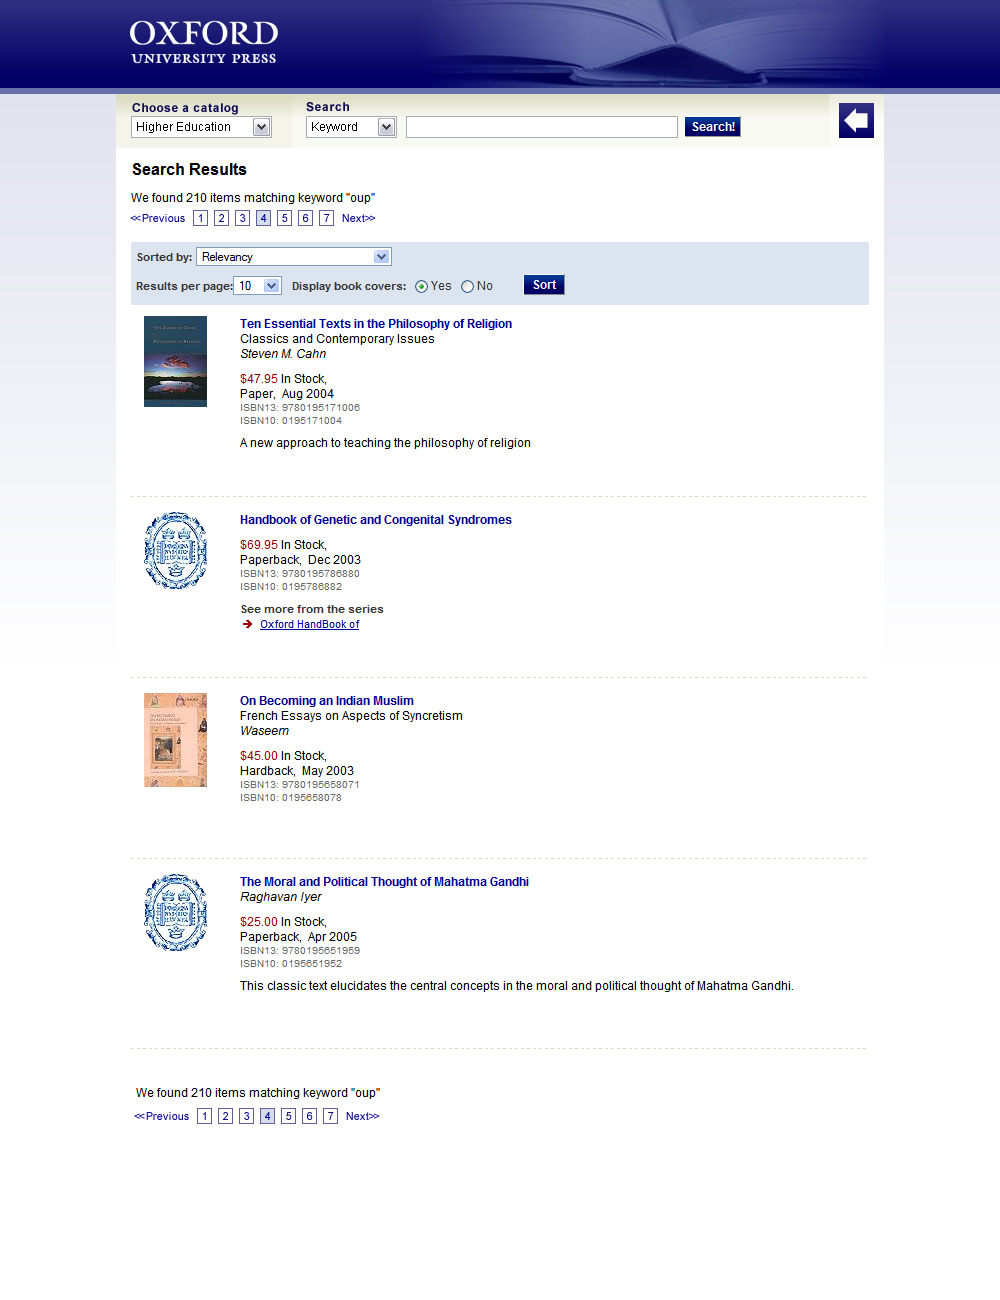 OXFORD
UNIVERSITY PRESS
Choose a catalog
Search
Higher Education
Keyword
Search!
Search Results
We found 210 items matching keyword "oup"
<<Previous 1 2 3 4 5 6 7 Next>>
Sorted by: Relevancy
Results per page: 10 Display book covers: Yes No Sort
Ten Essential Texts in the Philosophy of Religion
Classics and Contemporary Issues
Steven M. Cahn
$47.95 In Stock,
Paper, Aug 2004
ISBN13: 9780195171006
ISBN10: 0195171004
A new approach to teaching the philosophy of religion
Handbook of Genetic and Congenital Syndromes
$69.95 In Stock,
Paperback, Dec 2003
ISBN13: 9780195786880
ISBN10: 0195786882
See more from the series
Oxford HandBook of
On Becoming an Indian Muslim
French Essays on Aspects of Syncretism
Waseem
$45.00 In Stock,
Hardback, May 2003
ISBN13: 9780195658071
ISBN10: 0195658078
The Moral and Political Thought of Mahatma Gandhi
Raghavan Iyer
$25.00 In Stock,
Paperback, Apr 2005
ISBN13: 9780195651959
ISBN10: 0195651952
This classic text elucidates the central concepts in the moral and political thought of Mahatma Gandhi.
We found 210 items matching keyword "oup"
<<Previous 1 2 3 4 5 6 7 Next>>